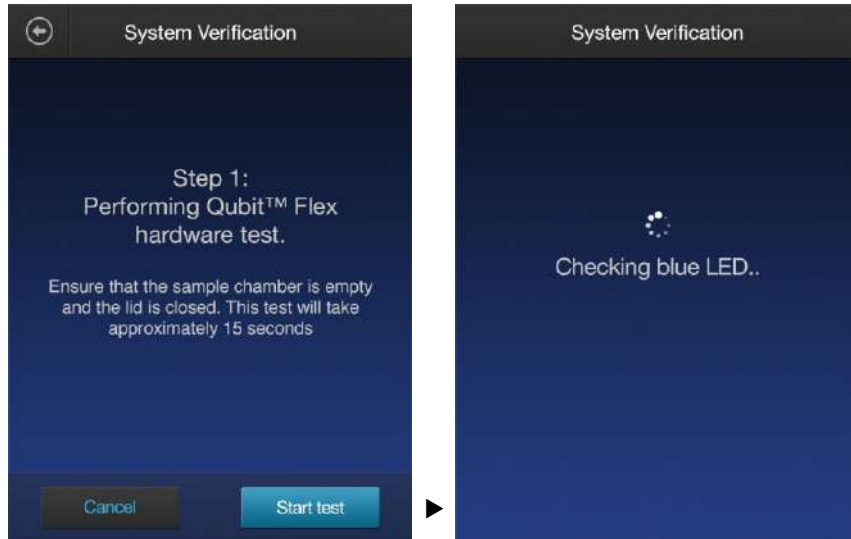 System Verification
Step 1:
Performing Qubit™ Flex
hardware test.
Ensure that the sample chamber is empty
and the lid is closed. This test will take
approximately 15 seconds
Cancel
Start test
System Verification
Checking blue LED..